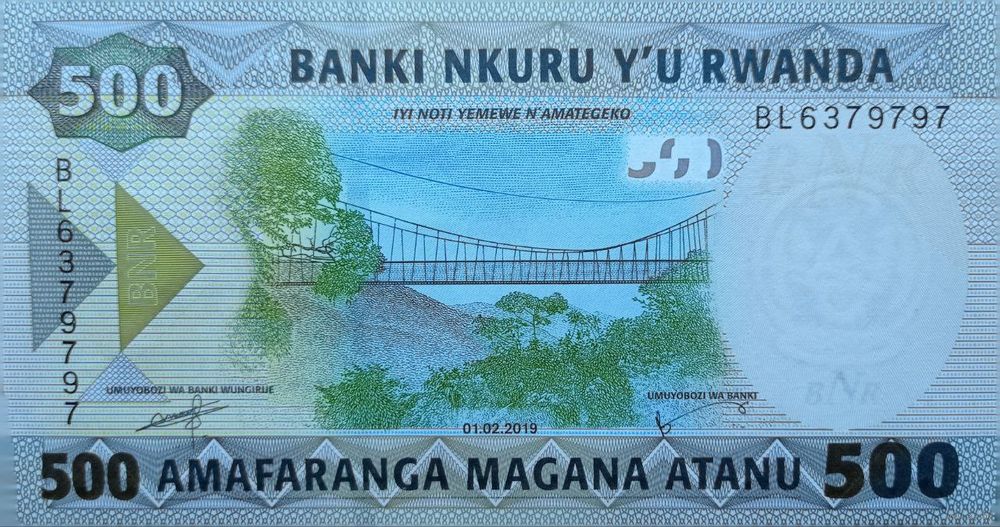 500
BANKI NKURU Y'U RWANDA
IYI NOTI YEMEWE N'AMATEGEKO
BL6379797
BL6379797
BNR
BNR
UMUYOBOZI WA BANKI WUNGIRIJE
UMUYOBOZI WA BANKI
01.02.2019
500 AMAFARANGA MAGANA ATANU 500